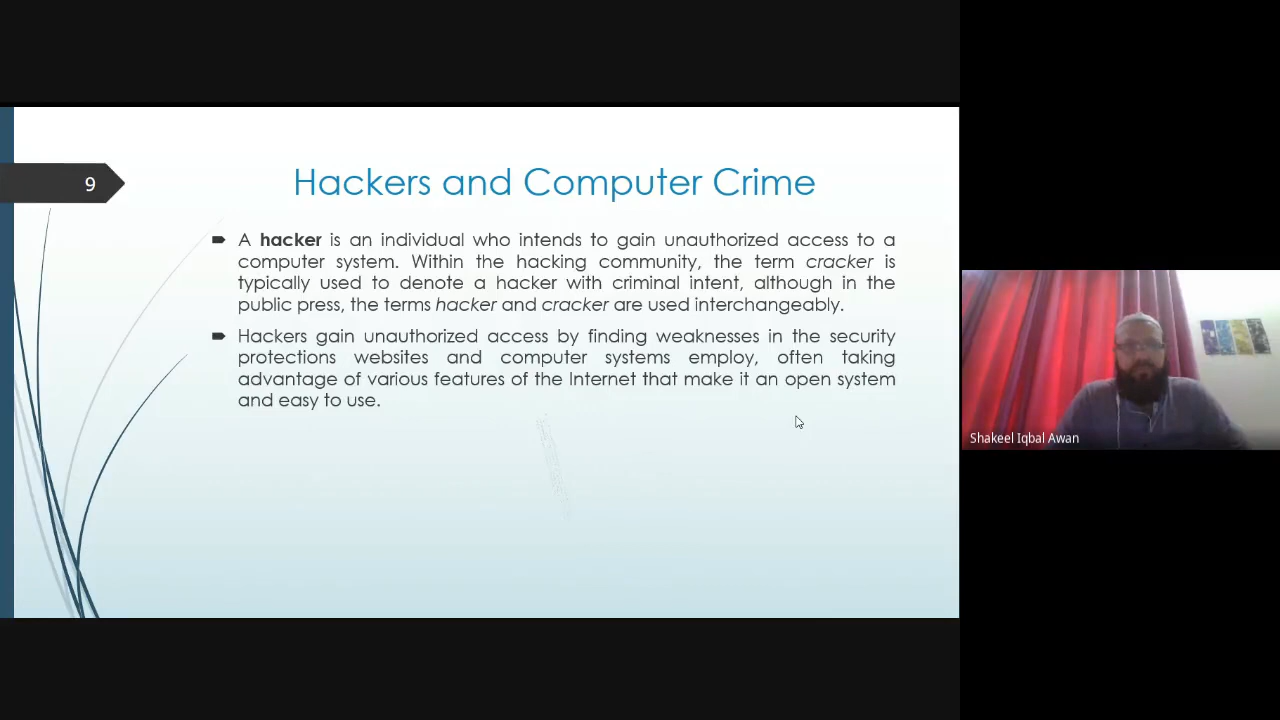 9
Hackers and Computer Crime
A hacker is an individual who intends to gain unauthorized access to a
computer system. Within the hacking community, the term cracker is
typically used to denote a hacker with criminal intent, although in the
public press, the terms hacker and cracker are used interchangeably.
Hackers gain unauthorized access by finding weaknesses in the security
protections websites and computer systems employ, often taking
advantage of various features of the Internet that make it an open system
and easy to use.
Shakeel Iqbal Awan